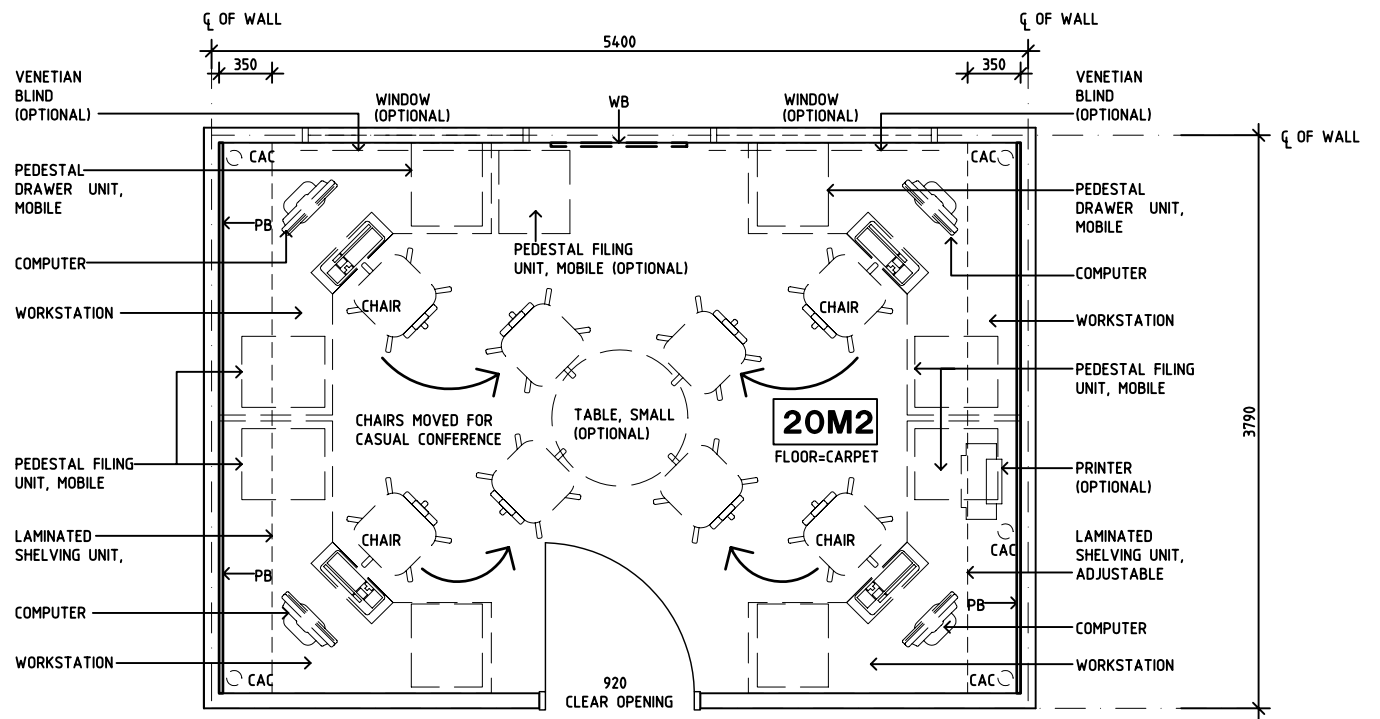 ℄ OF WALL
℄ OF WALL
5400
350
350
VENETIAN
BLIND
(OPTIONAL)
WINDOW
(OPTIONAL)
WB
WINDOW
(OPTIONAL)
VENETIAN
BLIND
(OPTIONAL)
℄ OF WALL
CAC
CAC
PEDESTAL
DRAWER UNIT,
MOBILE
PEDESTAL
DRAWER UNIT,
MOBILE
PB
PEDESTAL FILING
UNIT, MOBILE (OPTIONAL)
COMPUTER
COMPUTER
WORKSTATION
CHAIR
CHAIR
WORKSTATION
PEDESTAL FILING
UNIT, MOBILE
CHAIRS MOVED FOR
CASUAL CONFERENCE
TABLE, SMALL
(OPTIONAL)
20M2
FLOOR=CARPET
3790
PEDESTAL FILING
UNIT, MOBILE
PRINTER
(OPTIONAL)
LAMINATED
SHELVING UNIT,
CHAIR
CHAIR
CAC
LAMINATED
SHELVING UNIT,
ADJUSTABLE
PB
PB
COMPUTER
COMPUTER
WORKSTATION
WORKSTATION
CAC
920
CLEAR OPENING
CAC